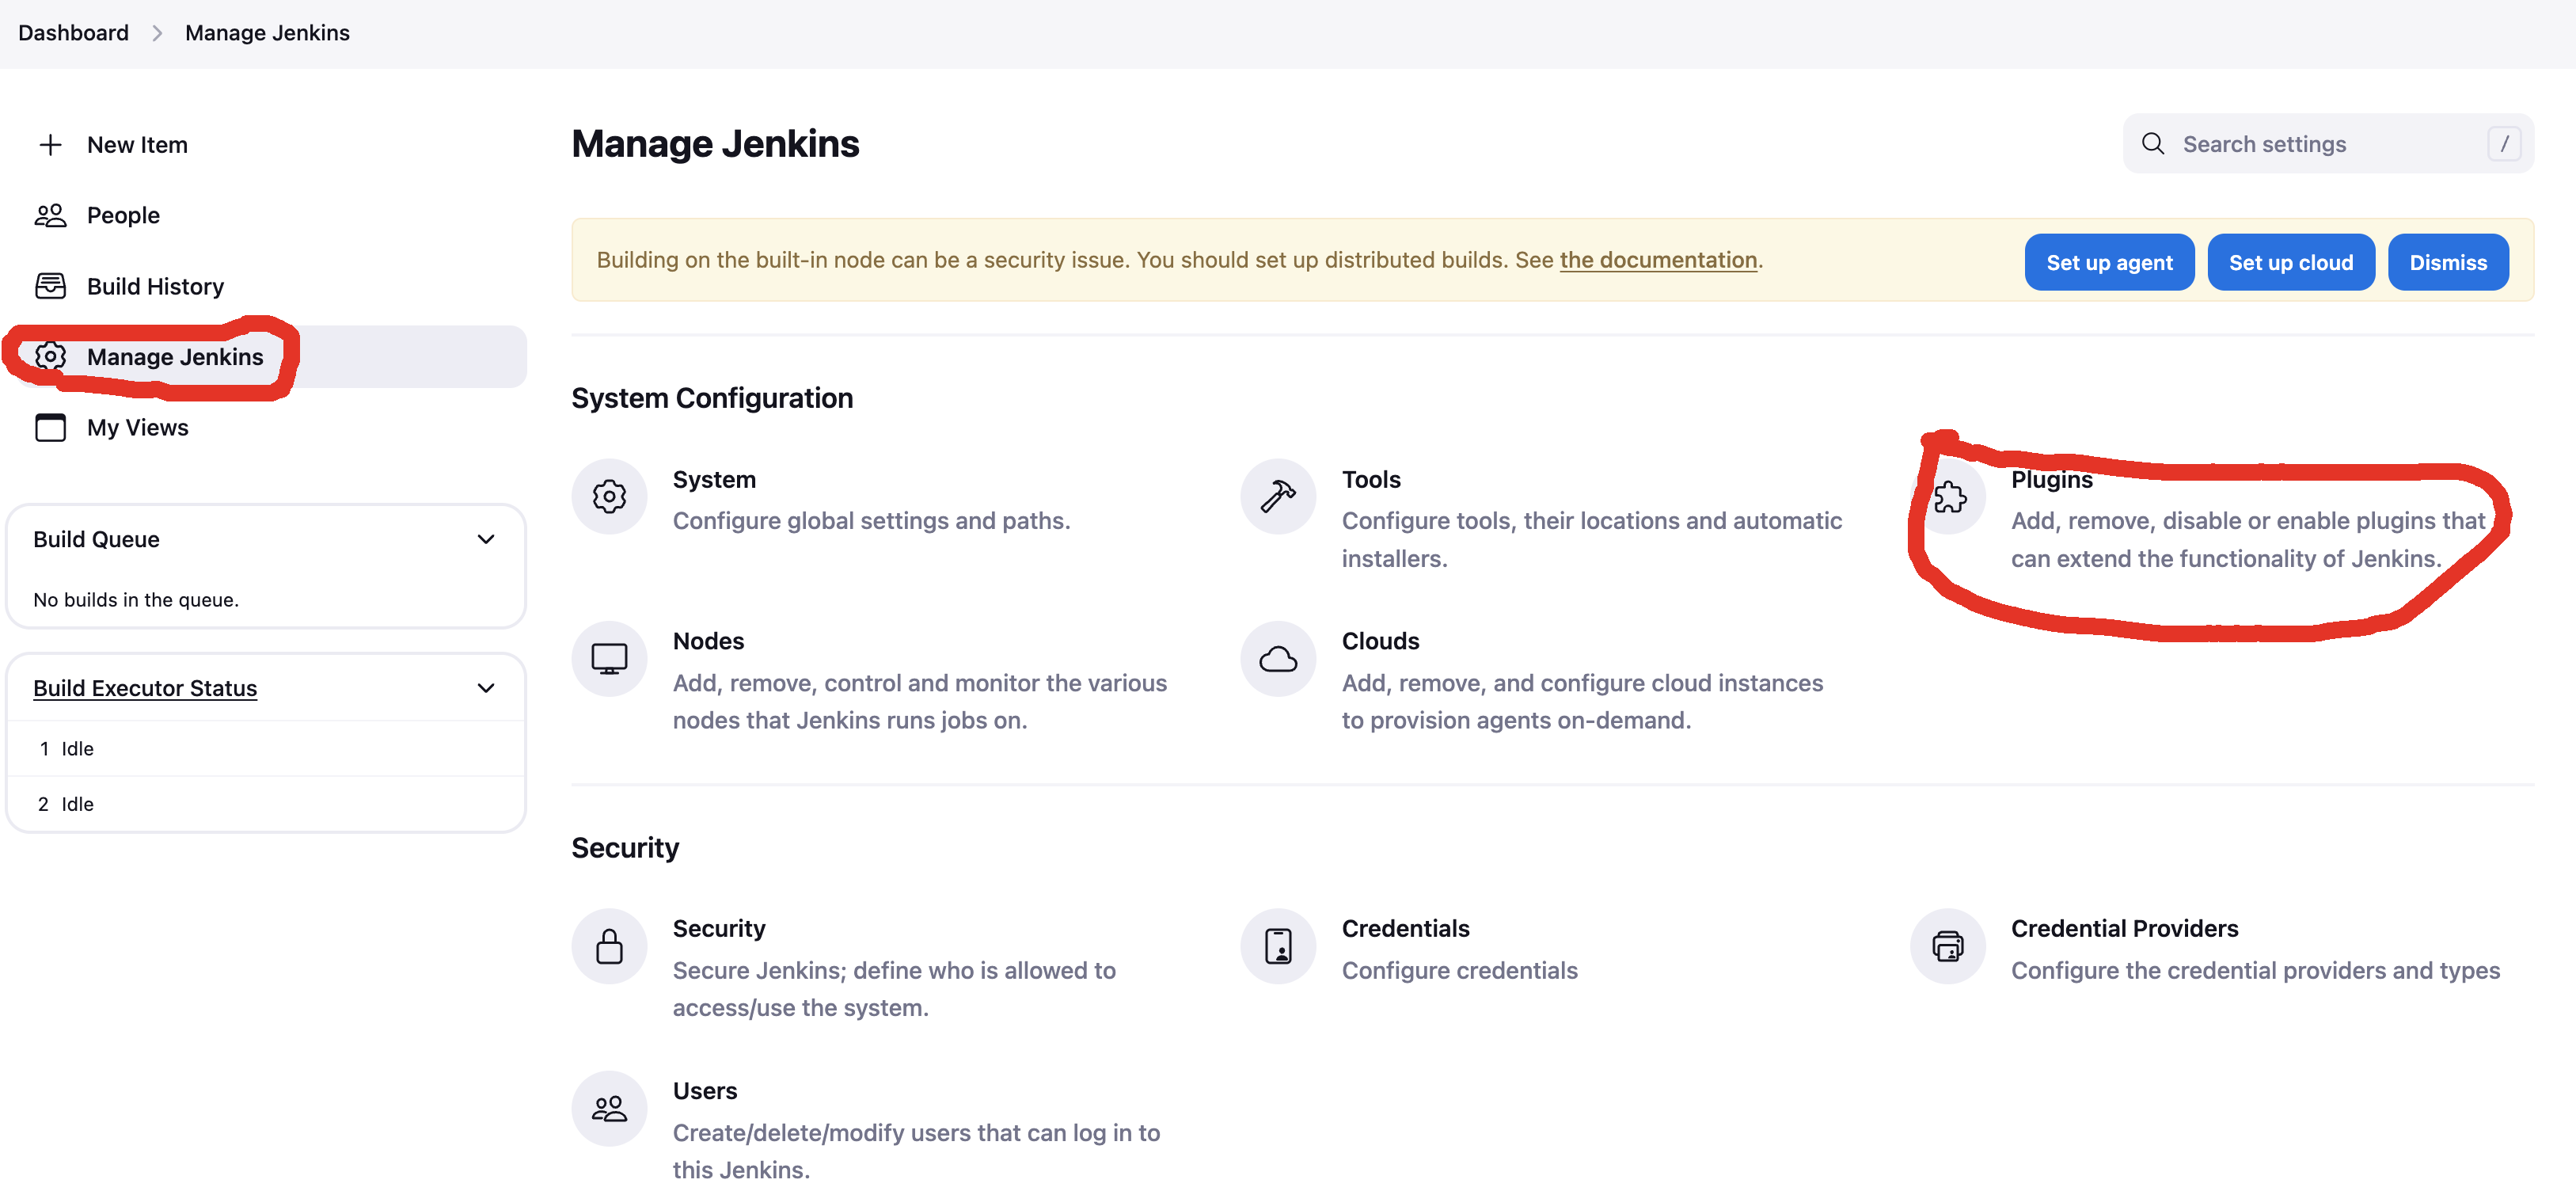 Dashboard > Manage Jenkins
New Item
People
Build History
Manage Jenkins
My Views
Build Queue
No builds in the queue.
Build Executor Status
1 Idle
2 Idle
Manage Jenkins
Search settings /
Building on the built-in node can be a security issue. You should set up distributed builds. See the documentation.
Set up agent Set up cloud Dismiss
System Configuration
System
Configure global settings and paths.
Tools
Configure tools, their locations and automatic
installers.
Plugins
Add, remove, disable or enable plugins that
can extend the functionality of Jenkins.
Nodes
Add, remove, control and monitor the various
nodes that Jenkins runs jobs on.
Clouds
Add, remove, and configure cloud instances
to provision agents on-demand.
Security
Security
Secure Jenkins; define who is allowed to
access/use the system.
Credentials
Configure credentials
Credential Providers
Configure the credential providers and types
Users
Create/delete/modify users that can log in to
this Jenkins.